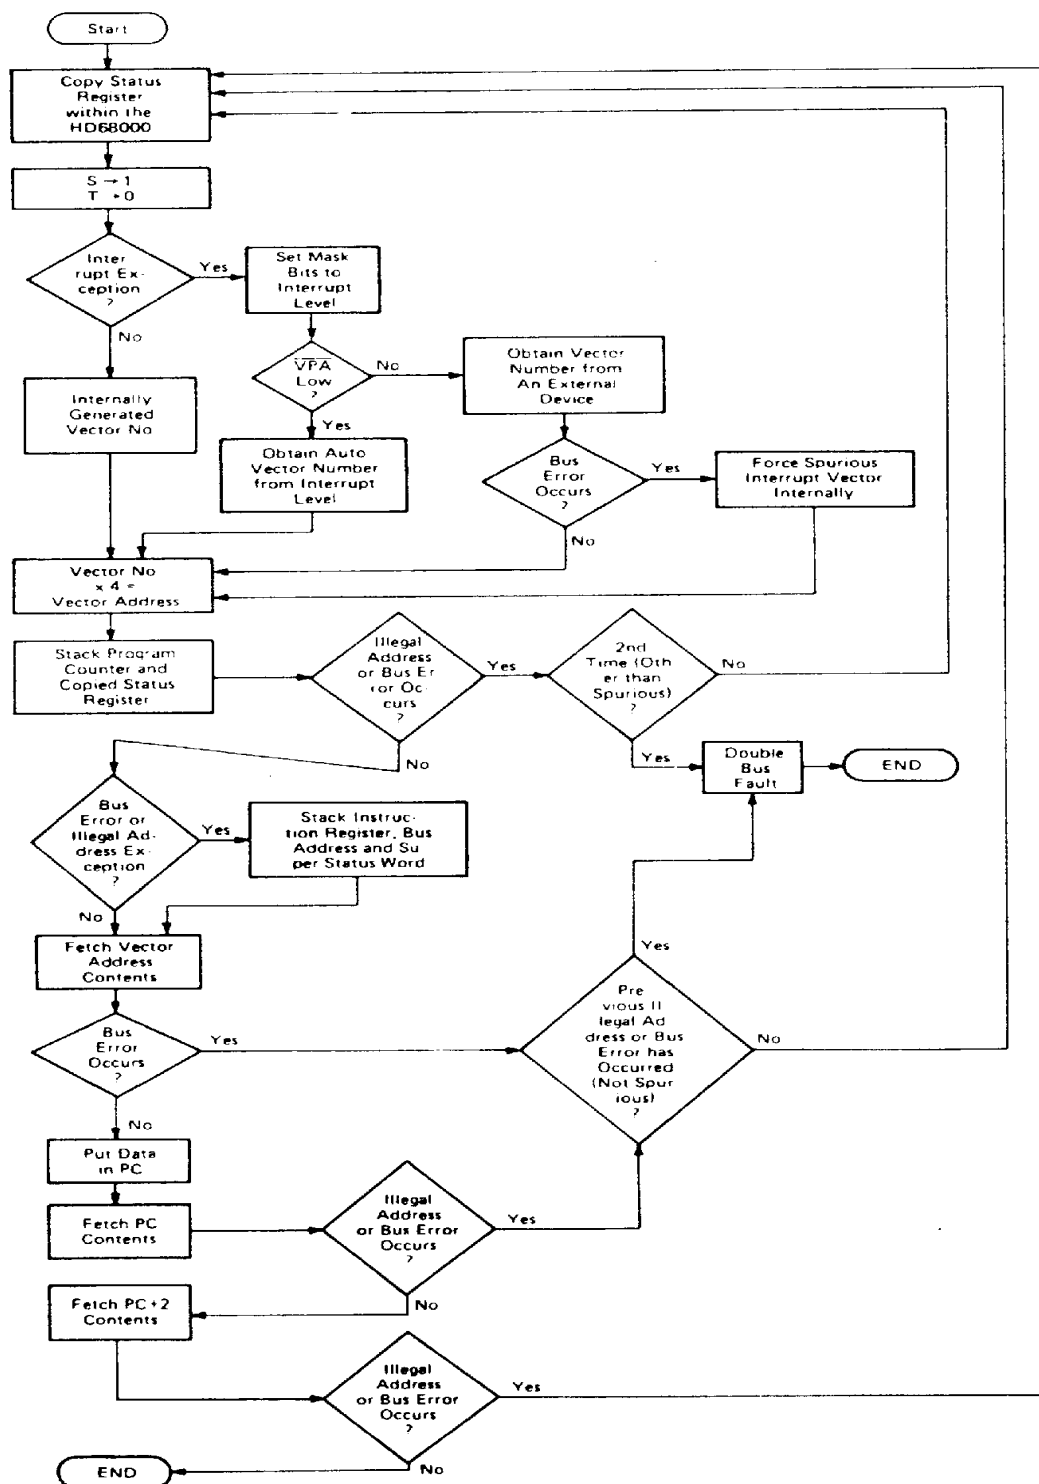 Start
Copy Status
Register
within the
HD68000
S → 1
T → 0
Inter
rupt Ex-
ception
?
Yes
No
Set Mask
Bits to
Interrupt
Level
VPA
Low
?
No
Yes
Obtain Vector
Number from
An External
Device
Internally
Generated
Vector No
Obtain Auto
Vector Number
from Interrupt
Level
Bus
Error
Occurs
?
Yes
No
Force Spurious
Interrupt Vector
Internally
Vector No
x 4 =
Vector Address
Stack Program
Counter and
Copied Status
Register
Illegal
Address
or Bus Er
ror Oc-
curs
?
Yes
No
2nd
Time (Oth
er than
Spurious)
?
No
Yes
Double
Bus
Fault
END
Bus
Error or
Illegal Ad-
dress Ex-
ception
?
Yes
No
Stack Instruc-
tion Register, Bus
Address and Su
per Status Word
Fetch Vector
Address
Contents
Bus
Error
Occurs
?
Yes
No
Yes
Pre
vious Il
legal Ad
dress or Bus
Error has
Occurred
(Not Spur
ious)
?
No
Put Data
in PC
Fetch PC
Contents
Illegal
Address
or Bus Error
Occurs
?
Yes
No
Fetch PC+2
Contents
Illegal
Address
or Bus Error
Occurs
?
Yes
No
END